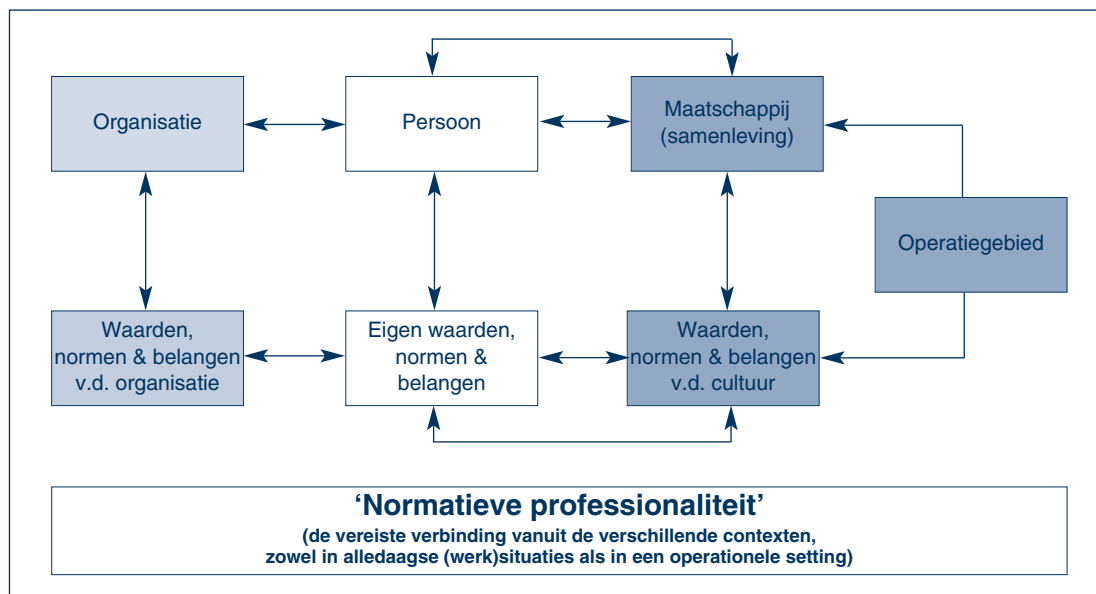 Organisatie
Persoon
Maatschappij
(samenleving)
Operatiegebied
Waarden,
normen & belangen
v.d. organisatie
Eigen waarden,
normen &
belangen
Waarden,
normen & belangen
v.d. cultuur
‘Normatieve professionaliteit’
(de vereiste verbinding vanuit de verschillende contexten,
zowel in alledaagse (werk)situaties als in een operationele setting)